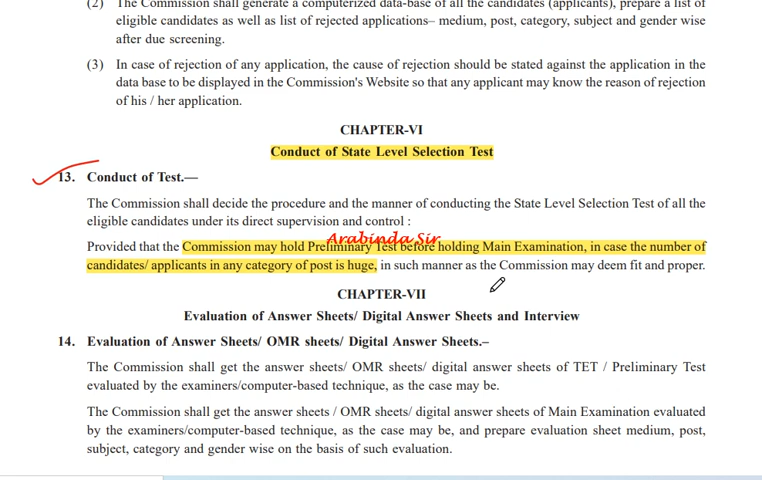 (2) The Commission shall generate a computerized data-base of all the candidates (applicants), prepare a list of
eligible candidates as well as list of rejected applications– medium, post, category, subject and gender wise
after due screening.
(3) In case of rejection of any application, the cause of rejection should be stated against the application in the
data base to be displayed in the Commission's Website so that any applicant may know the reason of rejection
of his / her application.
CHAPTER-VI
Conduct of State Level Selection Test
13. Conduct of Test.—
The Commission shall decide the procedure and the manner of conducting the State Level Selection Test of all the
eligible candidates under its direct supervision and control :
Arabinda Sir
Provided that the Commission may hold Preliminary Test before holding Main Examination, in case the number of
candidates/ applicants in any category of post is huge, in such manner as the Commission may deem fit and proper.
CHAPTER-VII
Evaluation of Answer Sheets/ Digital Answer Sheets and Interview
14. Evaluation of Answer Sheets/ OMR sheets/ Digital Answer Sheets.–
The Commission shall get the answer sheets/ OMR sheets/ digital answer sheets of TET / Preliminary Test
evaluated by the examiners/computer-based technique, as the case may be.
The Commission shall get the answer sheets / OMR sheets/ digital answer sheets of Main Examination evaluated
by the examiners/computer-based technique, as the case may be, and prepare evaluation sheet medium, post,
subject, category and gender wise on the basis of such evaluation.